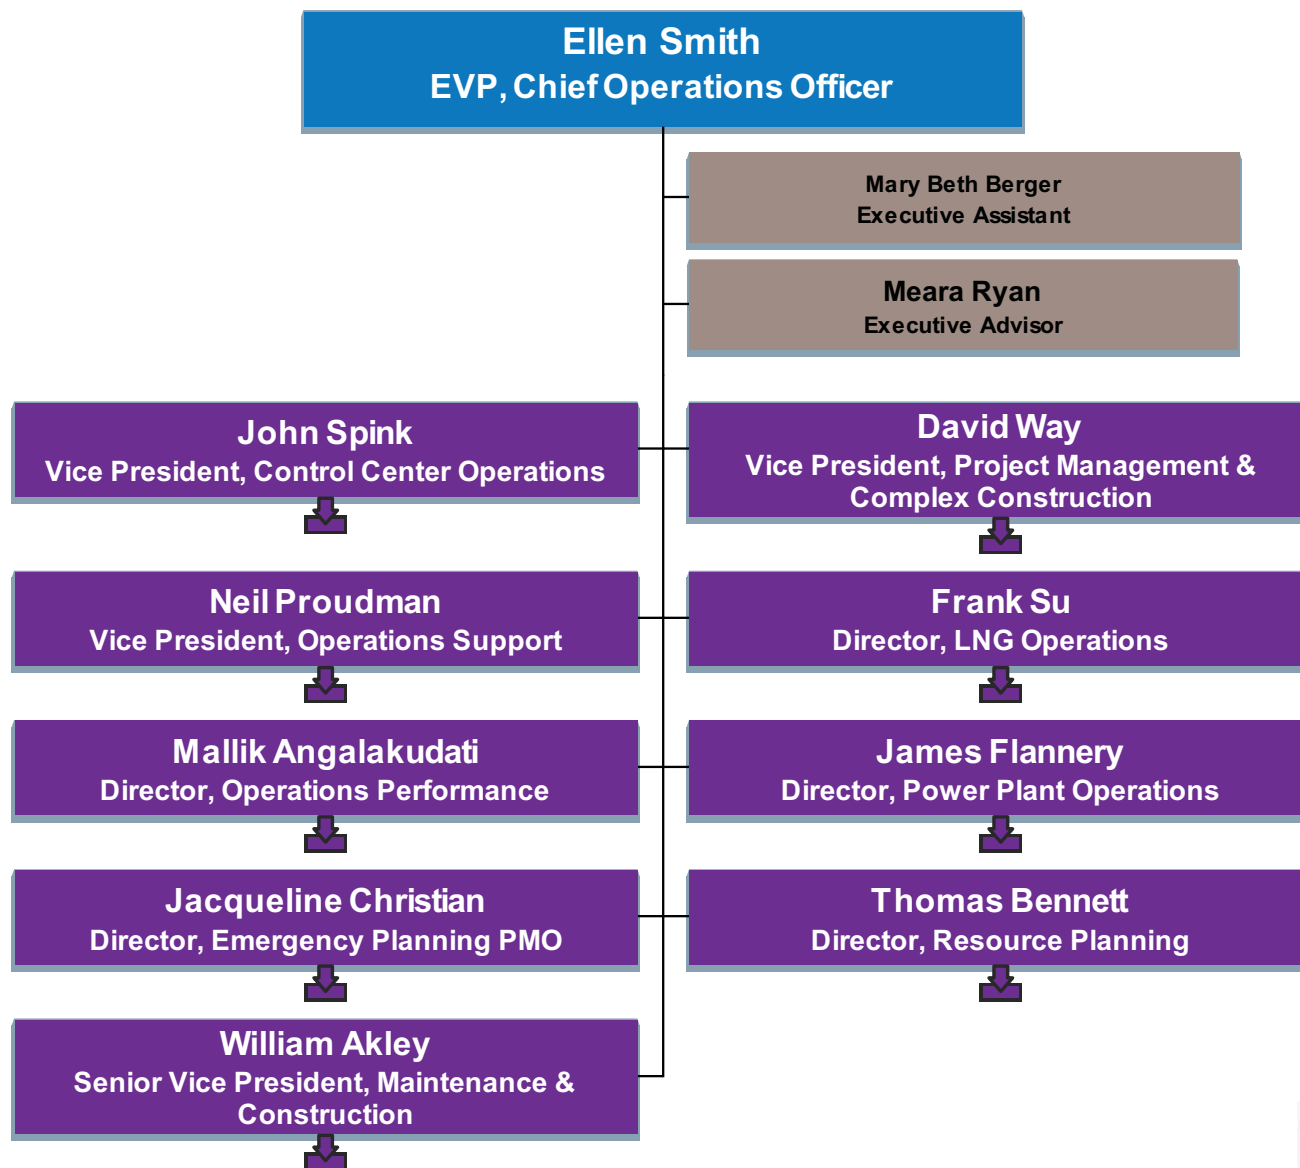 Ellen Smith
EVP, Chief Operations Officer
Mary Beth Berger
Executive Assistant
Meara Ryan
Executive Advisor
John Spink
Vice President, Control Center Operations
David Way
Vice President, Project Management &
Complex Construction
Neil Proudman
Vice President, Operations Support
Frank Su
Director, LNG Operations
Mallik Angalakudati
Director, Operations Performance
James Flannery
Director, Power Plant Operations
Jacqueline Christian
Director, Emergency Planning PMO
Thomas Bennett
Director, Resource Planning
William Akley
Senior Vice President, Maintenance &
Construction